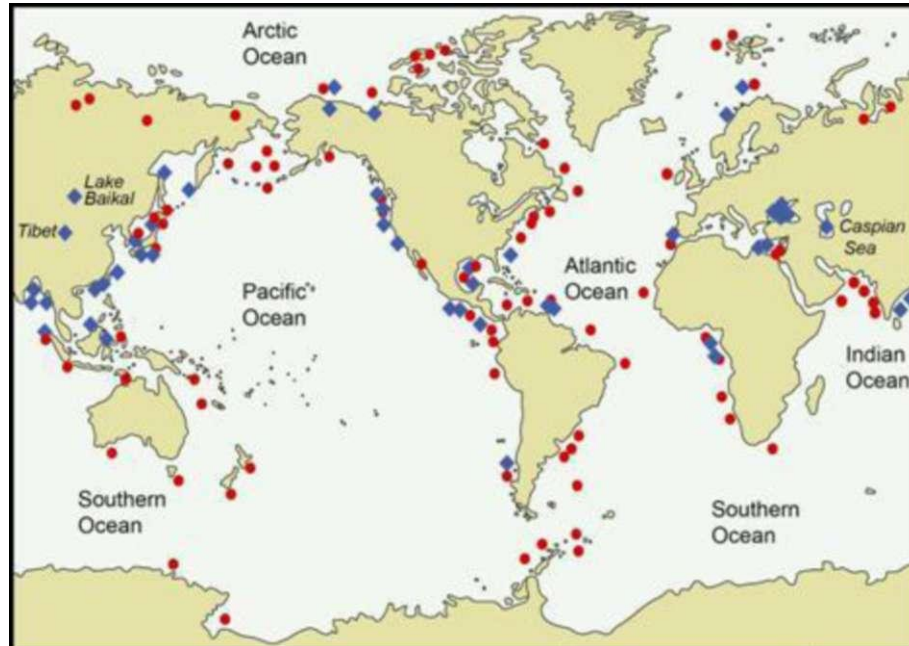 Arctic
Ocean
Lake
Baikal
Tibet
Caspian
Sea
Atlantic
Ocean
Pacific
Ocean
Indian
Ocean
Southern
Ocean
Southern
Ocean